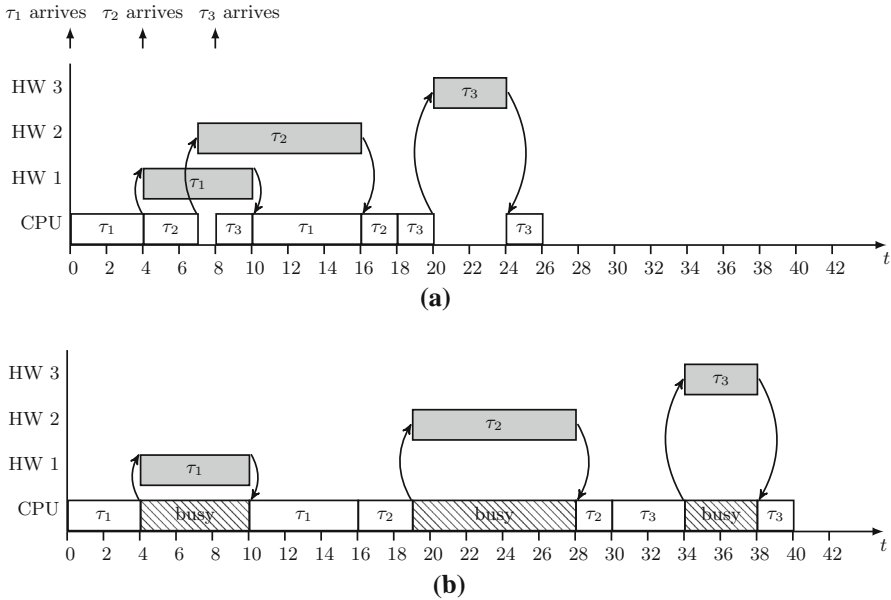 τ1 arrives τ2 arrives τ3 arrives
HW 3
τ3
HW 2
τ2
HW 1
τ1
CPU
τ1 τ2 τ3 τ1 τ2 τ3 τ3
0 2 4 6 8 10 12 14 16 18 20 22 24 26 28 30 32 34 36 38 40 42 t
(a)
HW 3
τ3
HW 2
τ2
HW 1
τ1
CPU
τ1 busy τ1 τ2 busy τ2 τ3 busy τ3
0 2 4 6 8 10 12 14 16 18 20 22 24 26 28 30 32 34 36 38 40 42 t
(b)